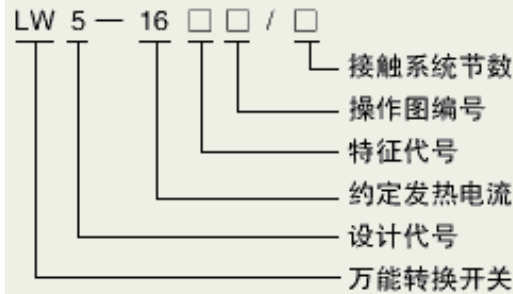 LW 5 — 16 □ □ / □
接触系统节数
操作图编号
特征代号
约定发热电流
设计代号
万能转换开关